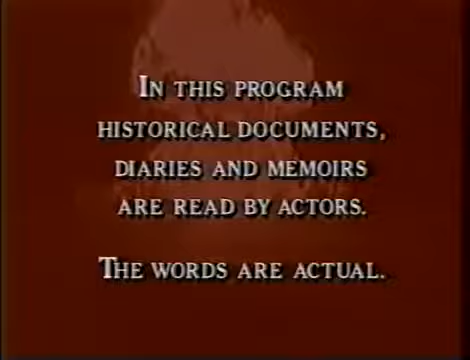 IN THIS PROGRAM
HISTORICAL DOCUMENTS,
DIARIES AND MEMOIRS
ARE READ BY ACTORS.
THE WORDS ARE ACTUAL.